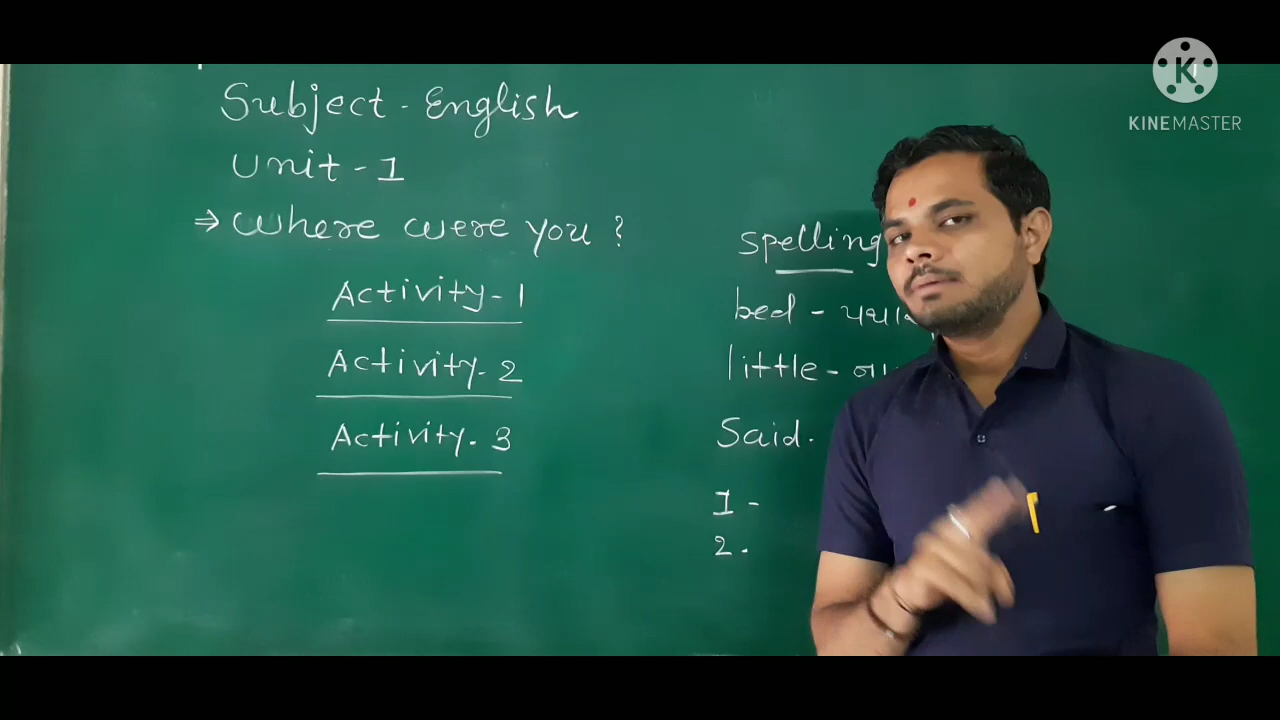 Subject - English
Unit - 1
⇒ Where were you ?
Activity - 1
Activity - 2
Activity - 3
Spelling
bed -
little -
Said.
1 -
2.
KINEMASTER